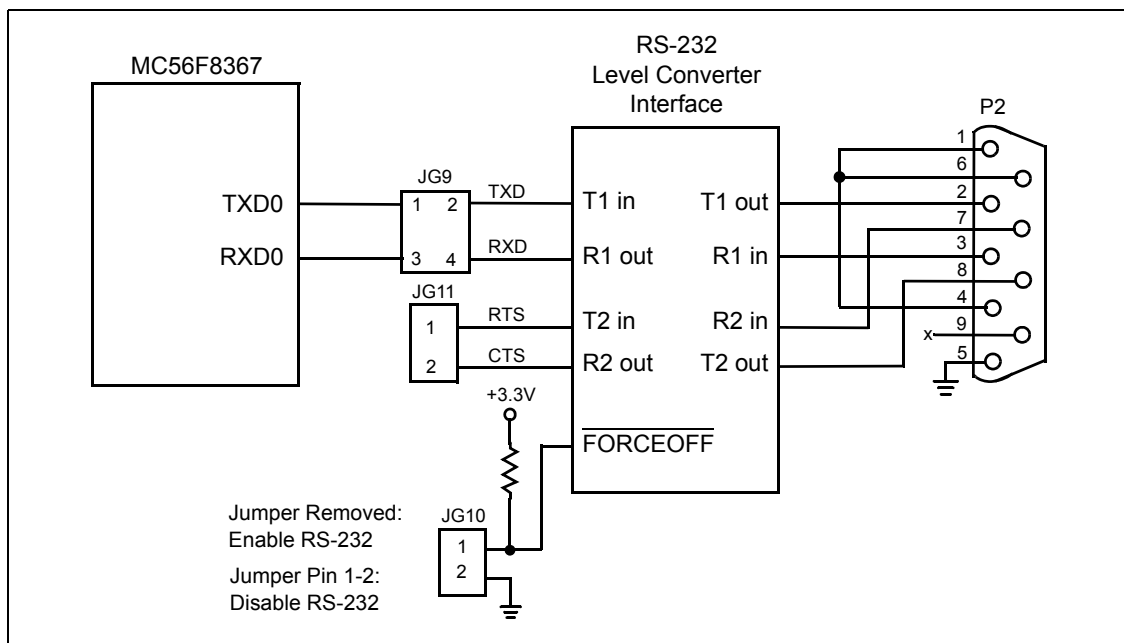 MC56F8367
RS-232
Level Converter
Interface
P2
TXD0
RXD0
JG9
1 2
3 4
TXD
RXD
JG11
1
2
RTS
CTS
T1 in
R1 out
T2 in
R2 out
FORCEOFF
T1 out
R1 in
R2 in
T2 out
1
6
2
7
3
8
4
9
x
5
+3.3V
JG10
1
2
Jumper Removed:
Enable RS-232
Jumper Pin 1-2:
Disable RS-232